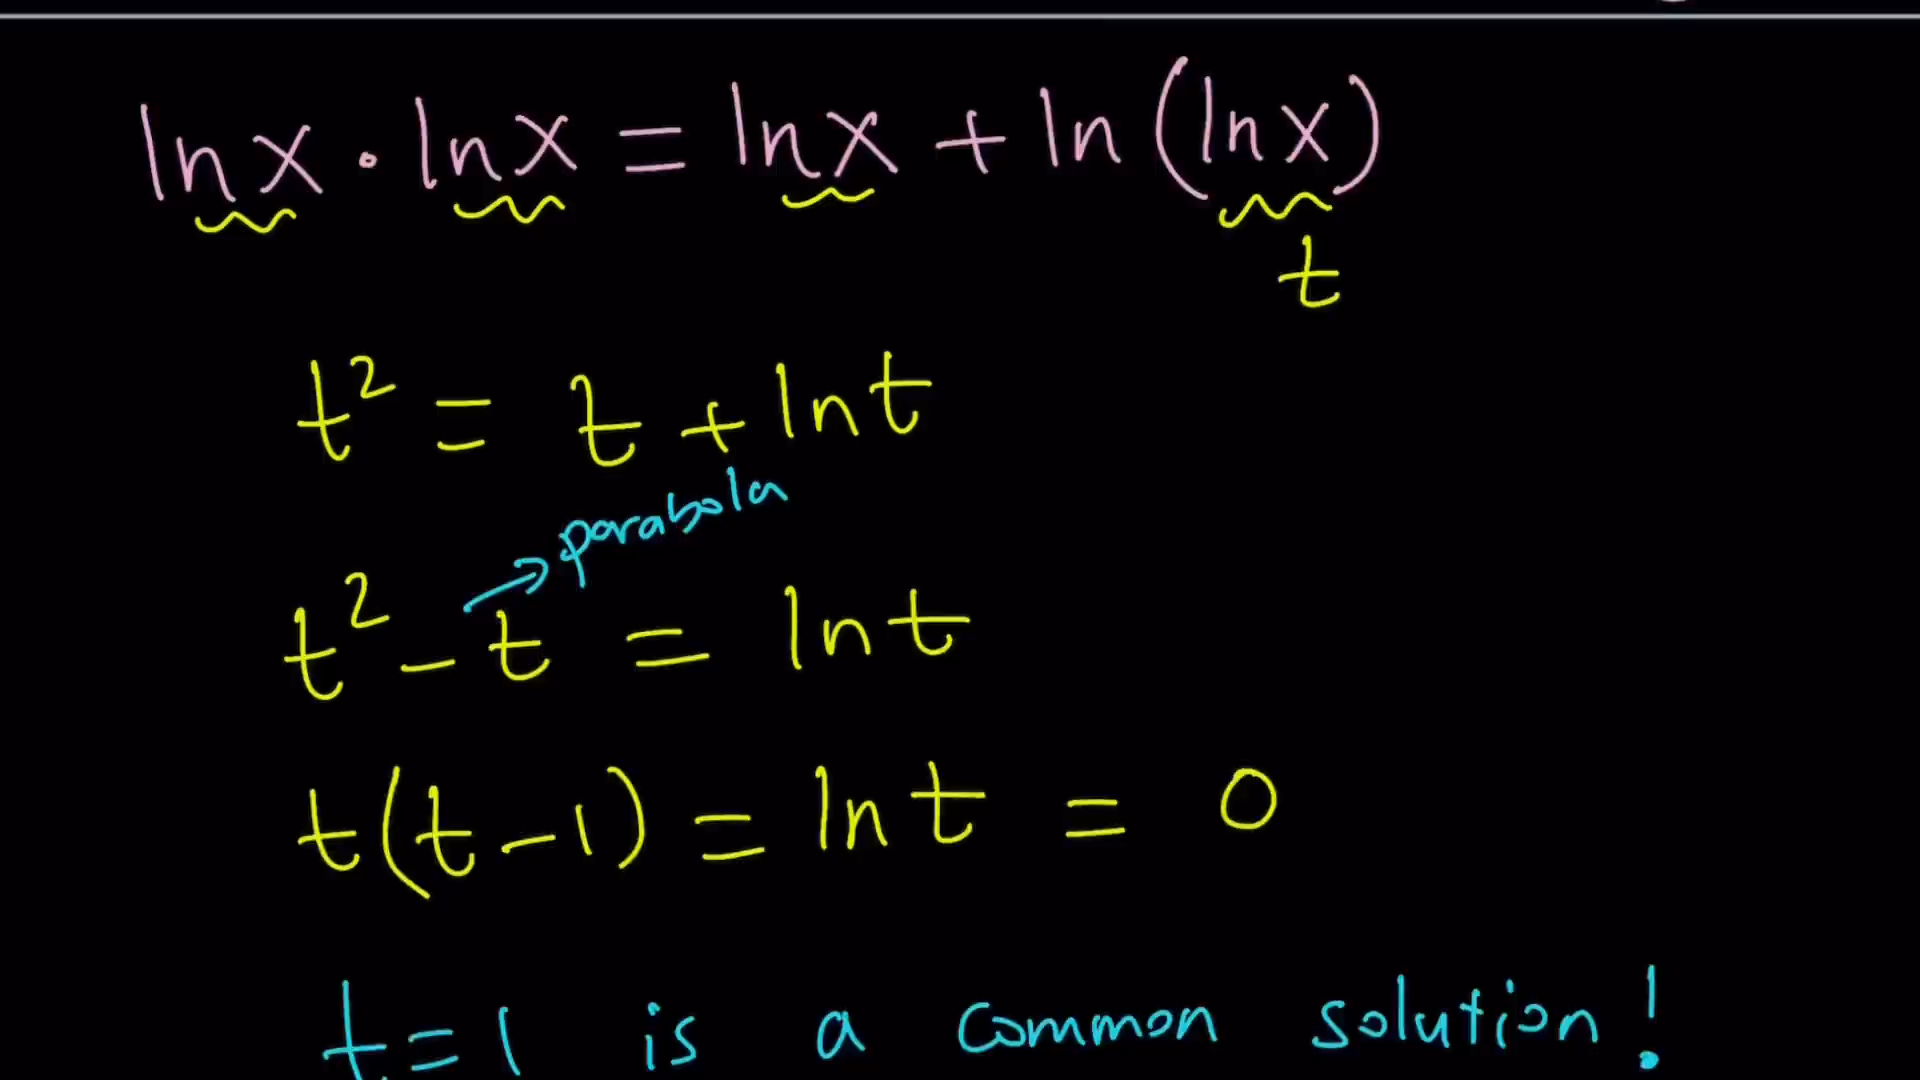 ln x · ln x = ln x + ln (ln x)
t
t² = t + ln t
parabola
t² - t = ln t
t(t-1) = ln t = 0
t=1 is a common solution!